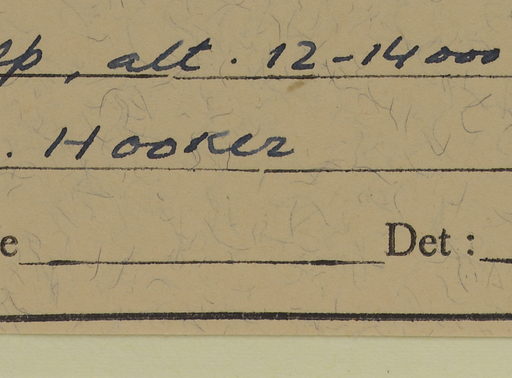 , alt. 12-14000
. Hooker
e Det :